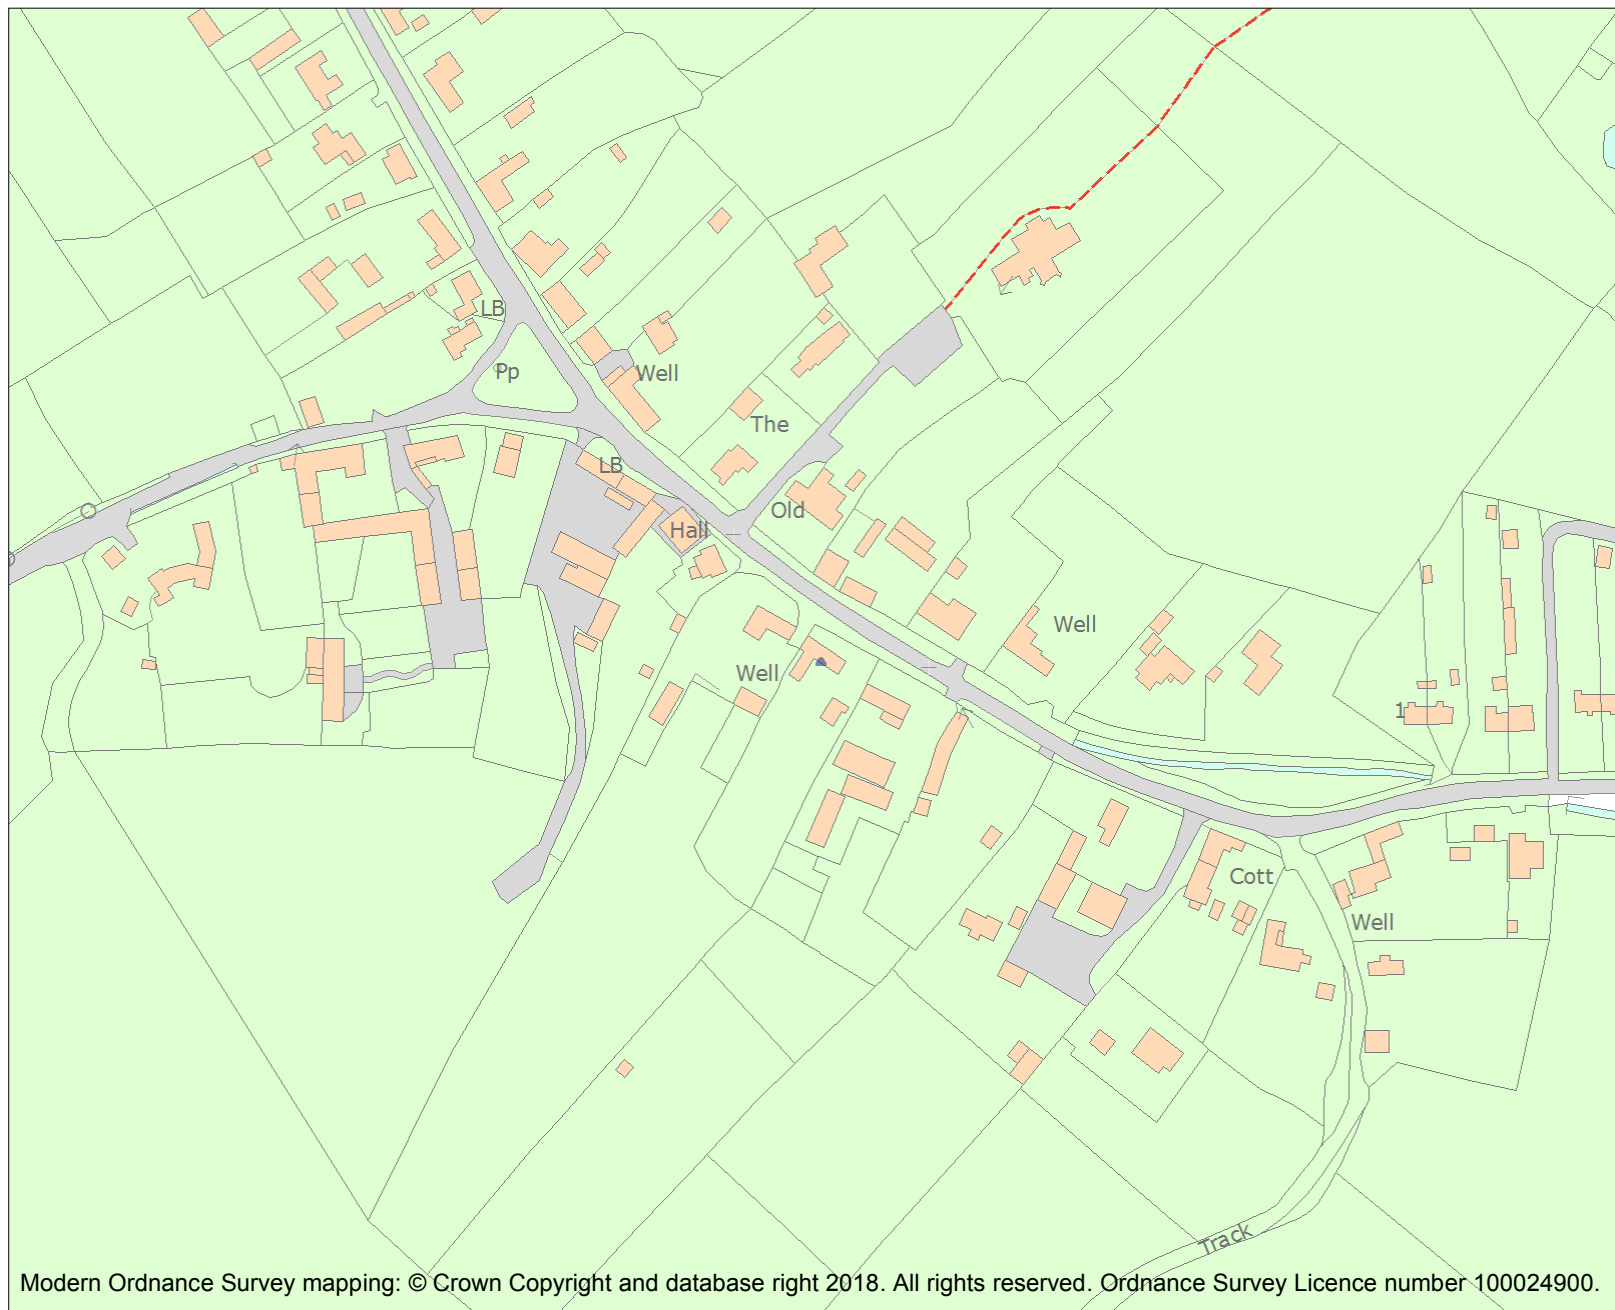 LB
Pp
Well
The
LB
Old
Hall
Well
Well
1
Cott
Well
Track
Modern Ordnance Survey mapping: © Crown Copyright and database right 2018. All rights reserved. Ordnance Survey Licence number 100024900.